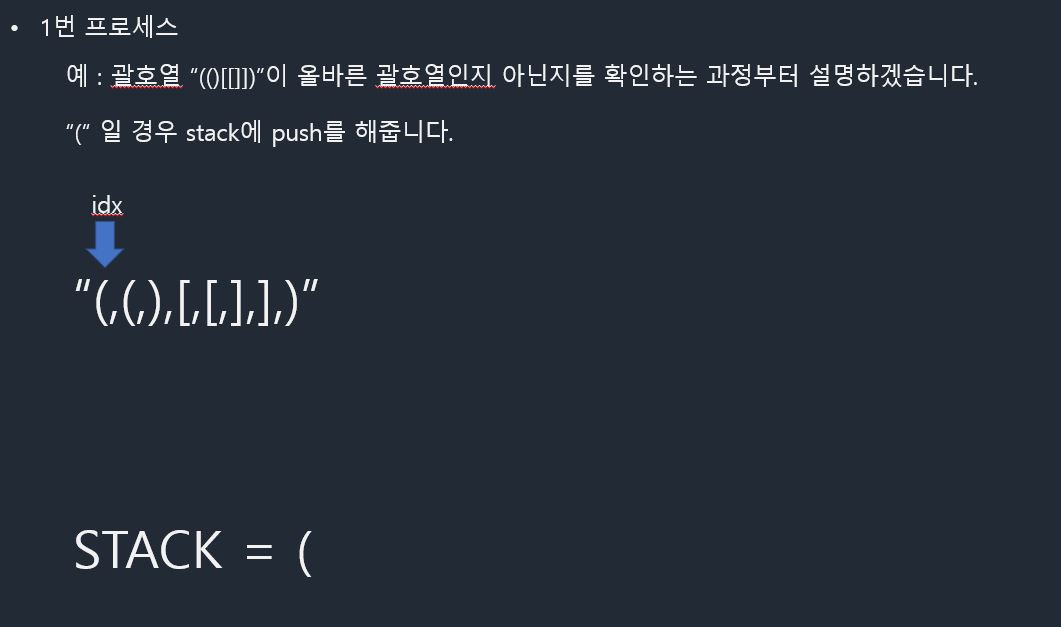 • 1번 프로세스
예 : 괄호열 “(()[[]])”이 올바른 괄호열인지 아닌지를 확인하는 과정부터 설명하겠습니다.
“(“ 일 경우 stack에 push를 해줍니다.
idx
“(,(,),[,[,],],)”
STACK = (